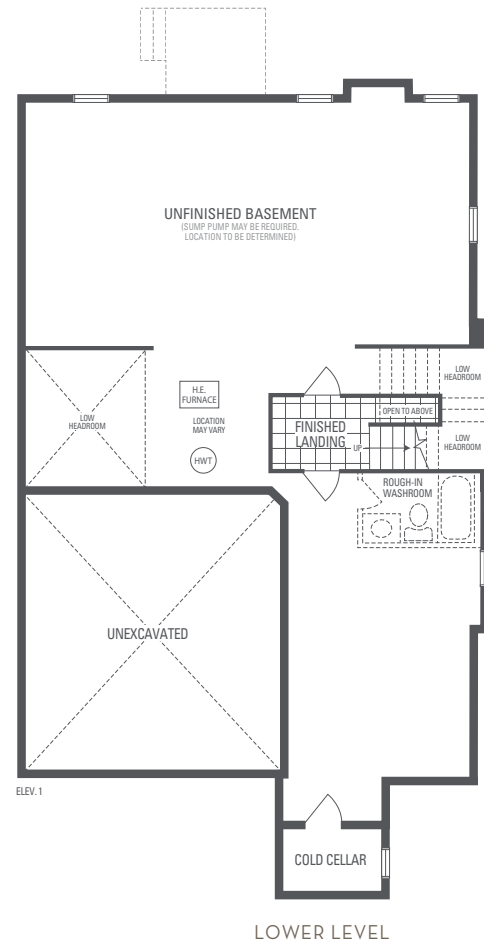 UNFINISHED BASEMENT
(SUMP PUMP MAY BE REQUIRED.
LOCATION TO BE DETERMINED)
LOW
HEADROOM
H.E.
FURNACE
LOCATION
MAY VARY
HWT
LOW
HEADROOM
OPEN TO ABOVE
FINISHED
LANDING
UP
LOW
HEADROOM
ROUGH-IN
WASHROOM
UNEXCAVATED
ELEV. 1
COLD CELLAR
LOWER LEVEL